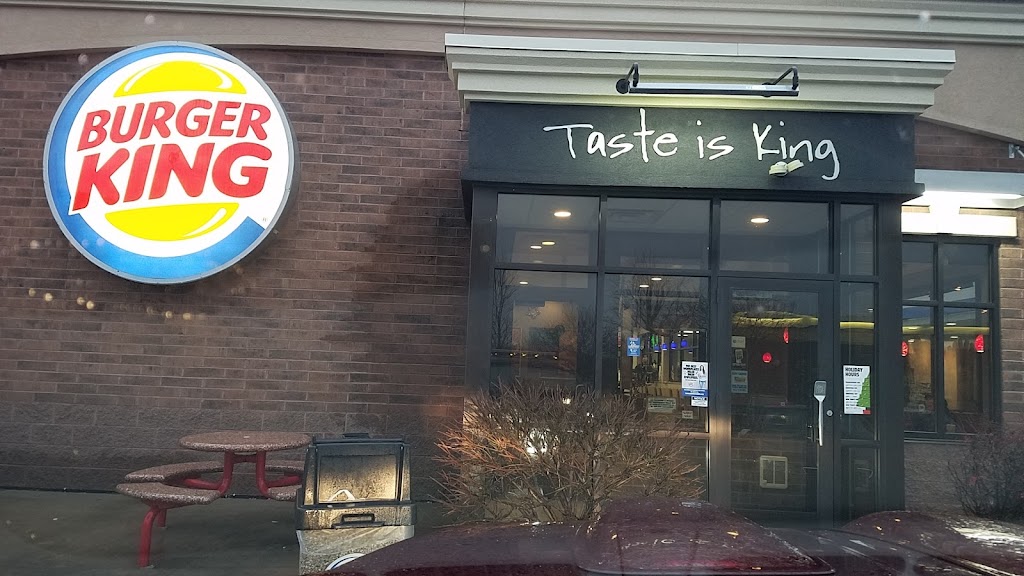 BURGER
KING
Taste is King
HOLIDAY
HOURS